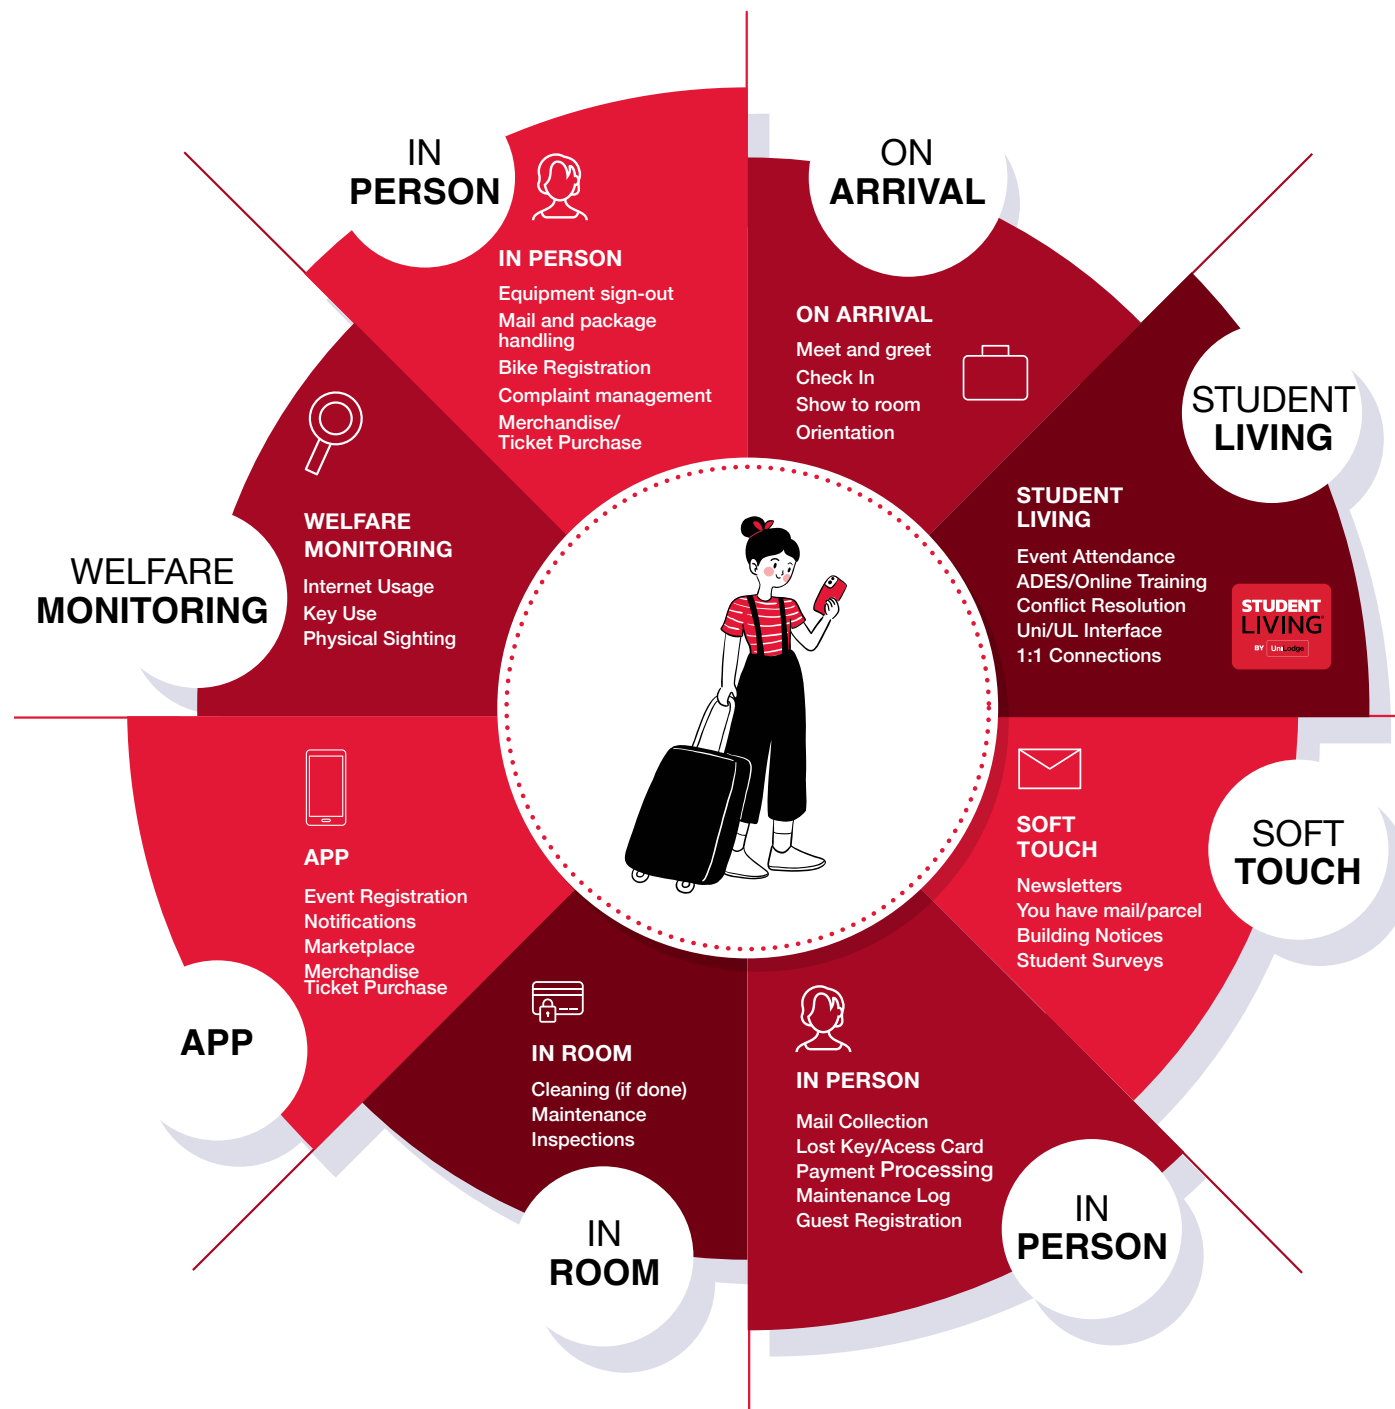 IN
PERSON
IN PERSON
Equipment sign-out
Mail and package
handling
Bike Registration
Complaint management
Merchandise/
Ticket Purchase
ON
ARRIVAL
ON ARRIVAL
Meet and greet
Check In
Show to room
Orientation
STUDENT
LIVING
STUDENT
LIVING
Event Attendance
ADES/Online Training
Conflict Resolution
Uni/UL Interface
1:1 Connections
STUDENT
LIVING
BY UniLodge
SOFT
TOUCH
SOFT
TOUCH
Newsletters
You have mail/parcel
Building Notices
Student Surveys
IN PERSON
Mail Collection
Lost Key/Acess Card
Payment Processing
Maintenance Log
Guest Registration
IN
PERSON
IN ROOM
Cleaning (if done)
Maintenance
Inspections
IN
ROOM
APP
Event Registration
Notifications
Marketplace
Merchandise
Ticket Purchase
APP
WELFARE
MONITORING
WELFARE
MONITORING
Internet Usage
Key Use
Physical Sighting